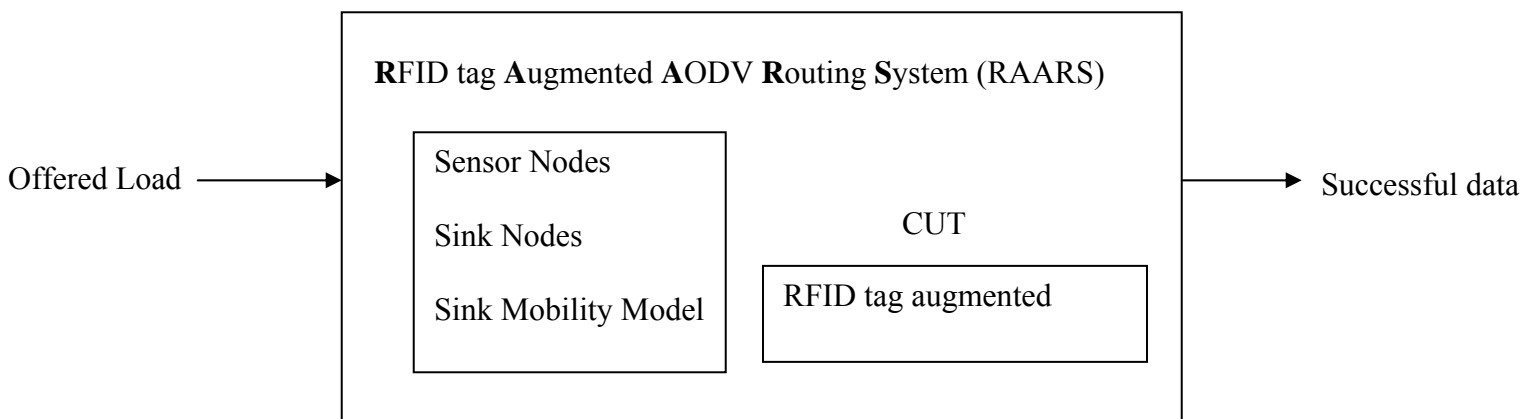 RFID tag Augmented AODV Routing System (RAARS)
Sensor Nodes
Offered Load
Successful data
Sink Nodes
CUT
Sink Mobility Model
RFID tag augmented